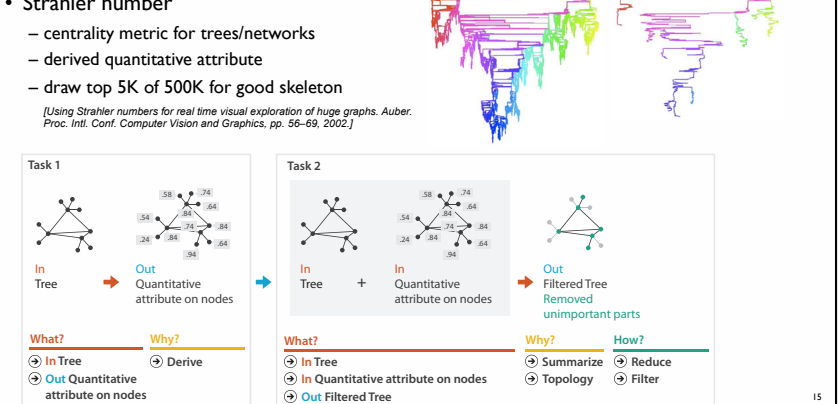 • Strahler number
– centrality metric for trees/networks
– derived quantitative attribute
– draw top 5K of 500K for good skeleton
[Using Strahler numbers for real time visual exploration of huge graphs. Auber.
Proc. Intl. Conf. Computer Vision and Graphics, pp. 56–69, 2002.]
Task 1
.58
.74
.64
.54
.84
.74
.84
.24
.84
.64
.94
In
Tree
Out
Quantitative
attribute on nodes
What?
Why?
In Tree
Derive
Out Quantitative
attribute on nodes
Task 2
.58
.74
.64
.54
.84
.74
.84
.24
.84
.64
.94
In
Tree
+
In
Quantitative
attribute on nodes
Out
Filtered Tree
Removed
unimportant parts
What?
Why?
How?
In Tree
Summarize
Reduce
In Quantitative attribute on nodes
Topology
Filter
Out Filtered Tree
15